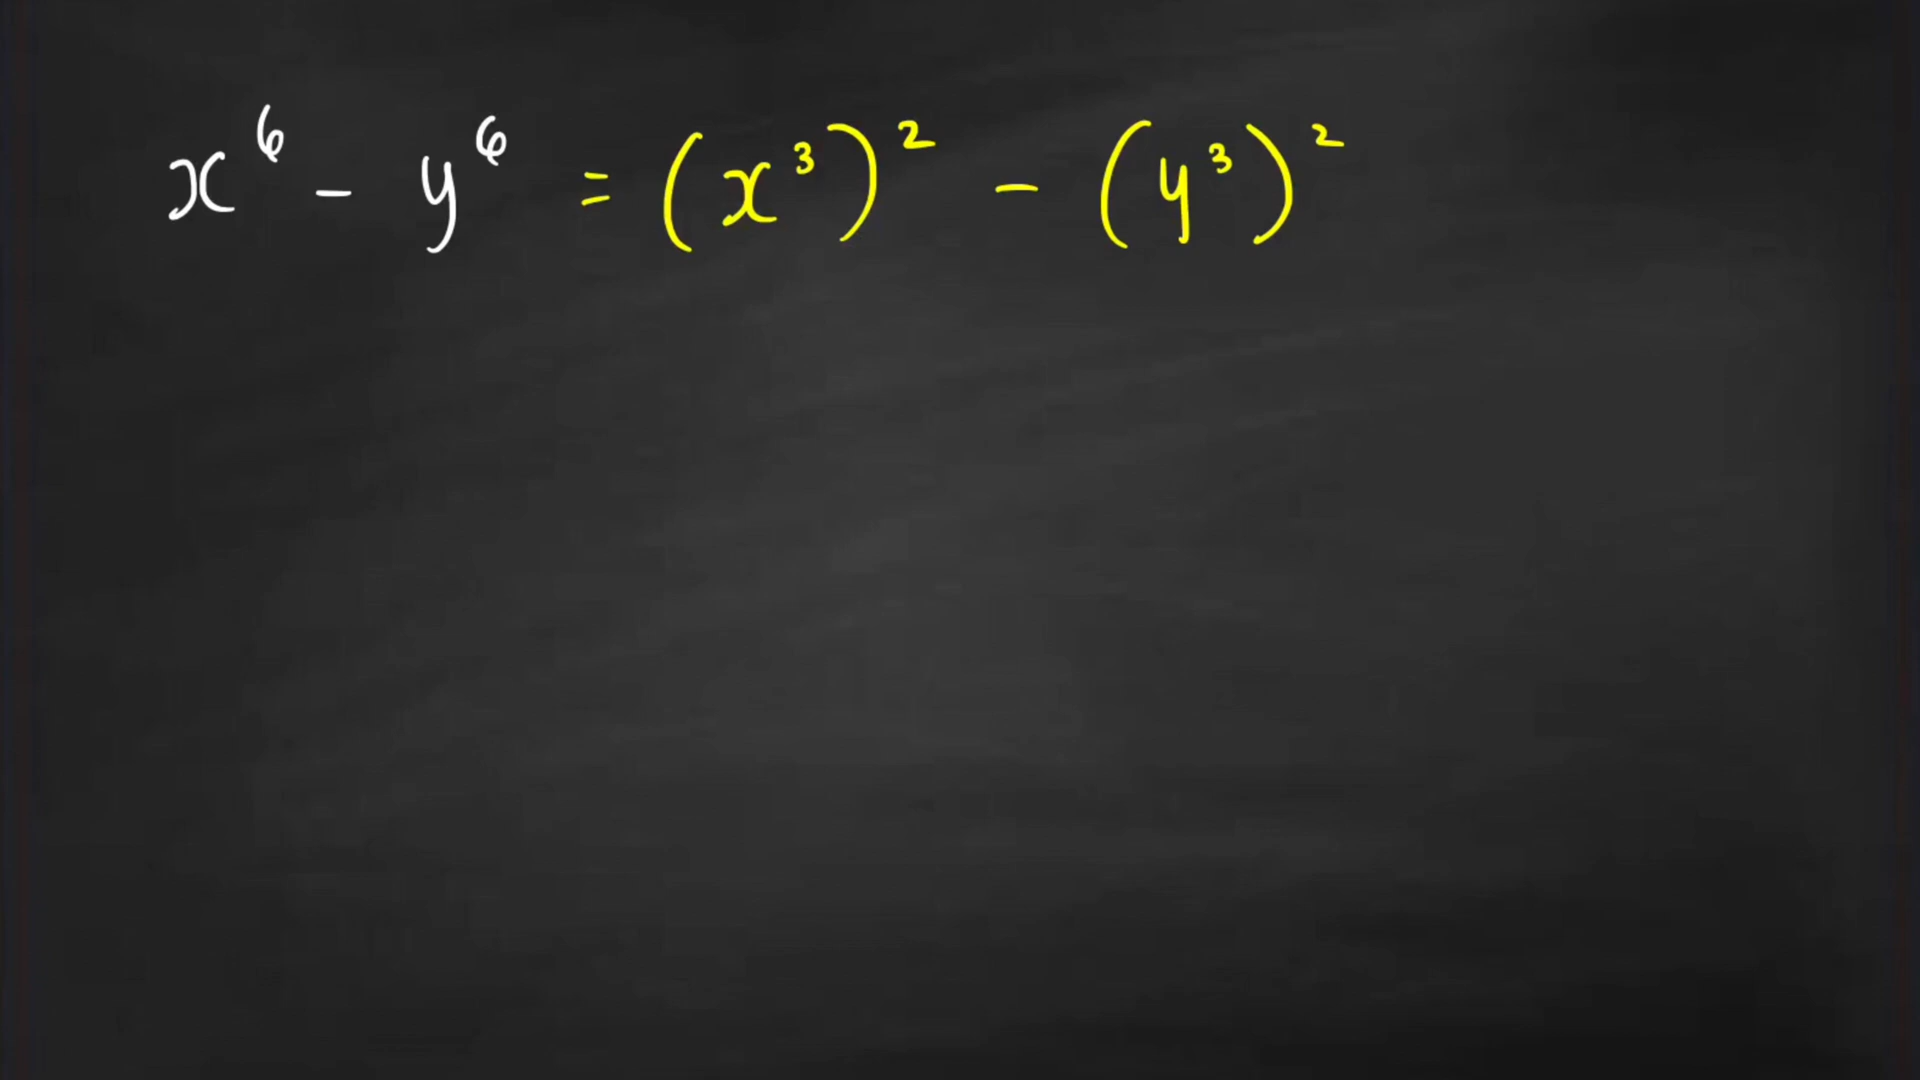 x⁶ - y⁶ = (x³)² - (y³)²